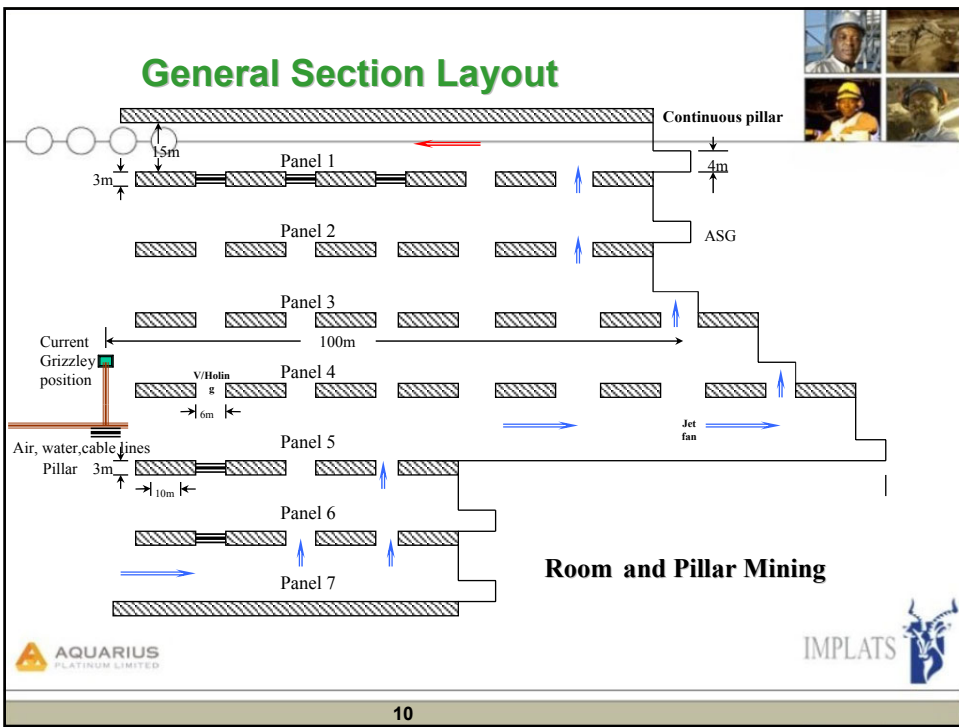 General Section Layout
Continuous pillar
15m
Panel 1
4m
3m
Panel 2
ASG
Panel 3
Current
Grizzley
position
100m
V/Holin
g
Panel 4
6m
Jet
fan
Air, water,cable lines
Panel 5
Pillar 3m
10m
Panel 6
Room and Pillar Mining
Panel 7
AQUARIUS
PLATINUM LIMITED
IMPLATS
10